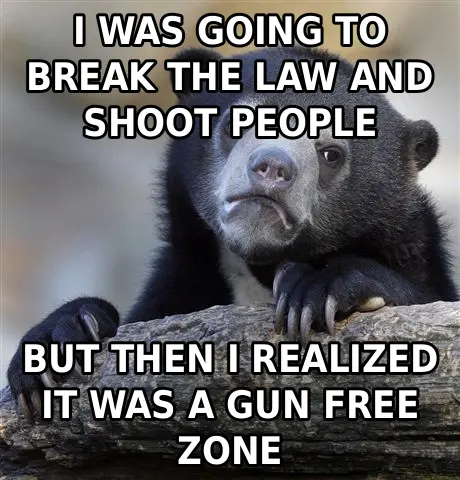 I WAS GOING TO
BREAK THE LAW AND
SHOOT PEOPLE
BUT THEN I REALIZED
IT WAS A GUN FREE
ZONE